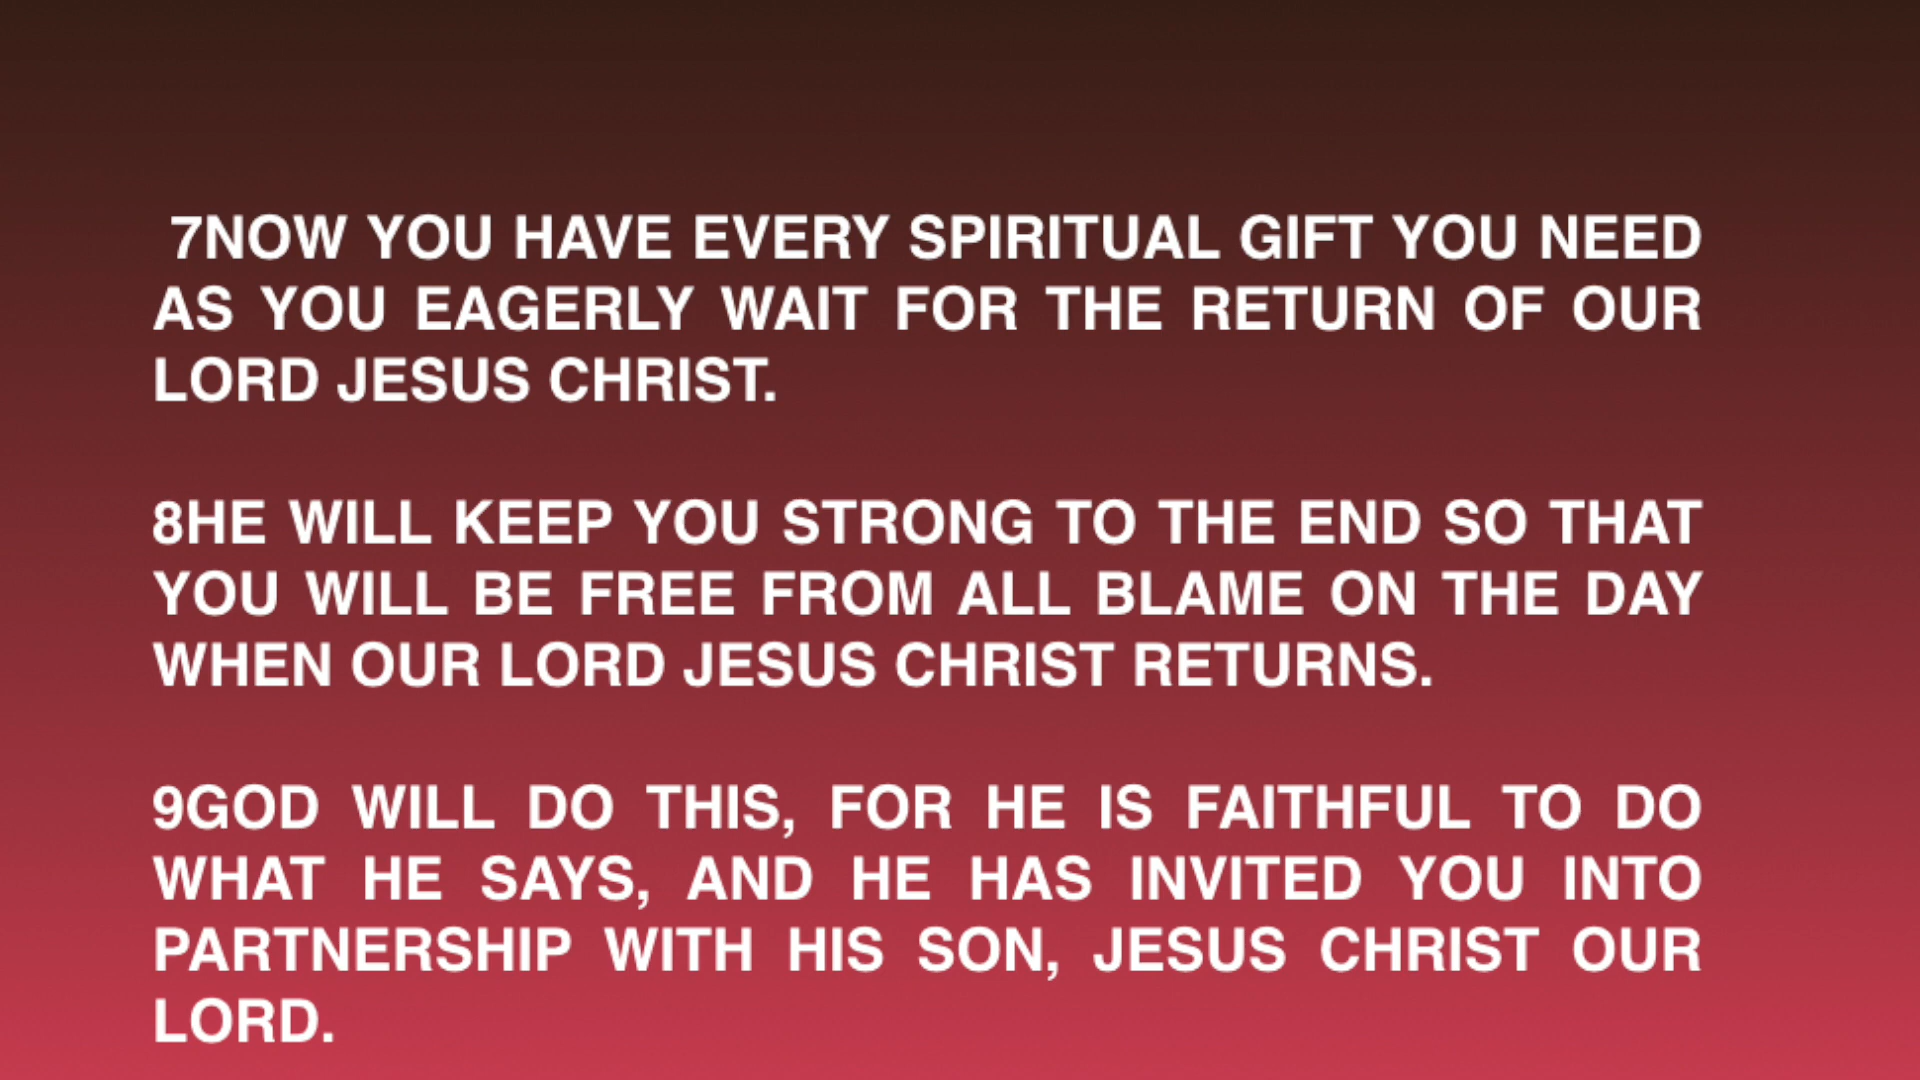 7NOW YOU HAVE EVERY SPIRITUAL GIFT YOU NEED
AS YOU EAGERLY WAIT FOR THE RETURN OF OUR
LORD JESUS CHRIST.
8HE WILL KEEP YOU STRONG TO THE END SO THAT
YOU WILL BE FREE FROM ALL BLAME ON THE DAY
WHEN OUR LORD JESUS CHRIST RETURNS.
9GOD WILL DO THIS, FOR HE IS FAITHFUL TO DO
WHAT HE SAYS, AND HE HAS INVITED YOU INTO
PARTNERSHIP WITH HIS SON, JESUS CHRIST OUR
LORD.